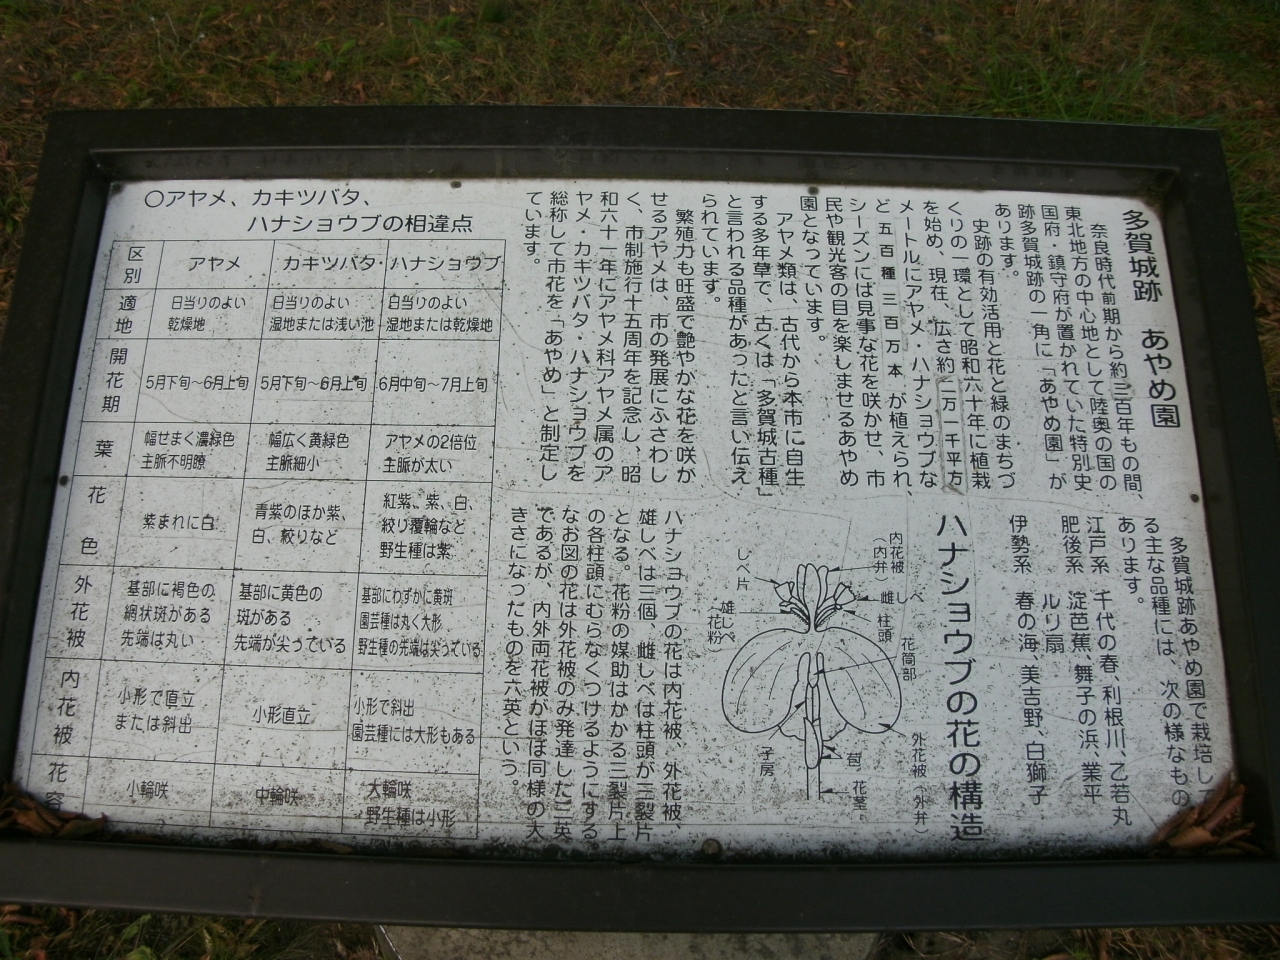 多賀城跡 あやめ園
奈良時代前期から約三百年もの間、
東北地方の中心地として陸奥の国の
国府・鎮守府が置かれていた特別史
跡多賀城跡の一角に「あやめ園」が
あります。
史跡の有効活用と花と緑のまちづ
くりの一環として昭和六十年に植栽
を始め、現在、広さ約二万一千平方
メートルにアヤメ・ハナショウブな
ど五百種三百万本が植えられ、
シーズンには見事な花を咲かせ、市
民や観光客の目を楽しませるあやめ
園となっています。
アヤメ類は、古代から本市に自生
する多年草で、古くは「多賀城古種」
と言われる品種があったと言い伝え
られています。
繁殖力も旺盛で艶やかな花を咲か
せるアヤメは、市の発展にふさわし
く、市制施行十五周年を記念し、昭
和六十一年にアヤメ科アヤメ属のア
ヤメ・カキツバタ・ハナショウブを
総称して市花を「あやめ」と制定し
ています。
多賀城跡あやめ園で栽培し
る主な品種には、次の様なもの
あります。
江戸系 千代の春、利根川、乙若丸
肥後系 淀芭蕉、舞子の浜、業平
ルリ扇
伊勢系 春の海、美吉野、白獅子
ハナショウブの花の構造
内花被
(内弁)
しべ片
雌しべ
柱頭
雄しべ
(花粉)
花筒部
外花被(外弁)
子房
苞
花茎
ハナショウブの花は内花被、外花被、
雄しべは三個、雌しべは柱頭が三裂片
となる。花粉の媒助はかかる三裂片上
の各柱頭にむらなくつけるようにする
なお図の花は外花被のみ発達した三英
であるが、内外両花被がほぼ同様の大
きさになったものを六英という。
〇アヤメ、カキツバタ、
ハナショウブの相違点
区別 アヤメ カキツバタ・ ハナショウブ
適地 日当りのよい 乾燥地 日当りのよい 湿地または浅い池 日当りのよい 湿地または乾燥地
開花期 5月下旬〜6月上旬 5月下旬〜6月上旬 6月中旬〜7月上旬
葉 幅せまく濃緑色 主脈不明瞭 幅広く黄緑色 主脈細小 アヤメの2倍位 主脈が太い
花色 紫まれに白 青紫のほか紫、白、絞りなど 紅紫、紫、白、絞り覆輪など 野生種は紫
外花被 基部に褐色の 網状斑がある 先端は丸い 基部に黄色の 斑がある 先端が尖うっている 基部にわずかに黄斑 園芸種は丸く大形 野生種の先端は尖うっている
内花被 小形で直立 または斜出 小形直立 小形で斜出 園芸種には大形もある
花容 小輪咲 中輪咲 大輪咲 野生種は小形